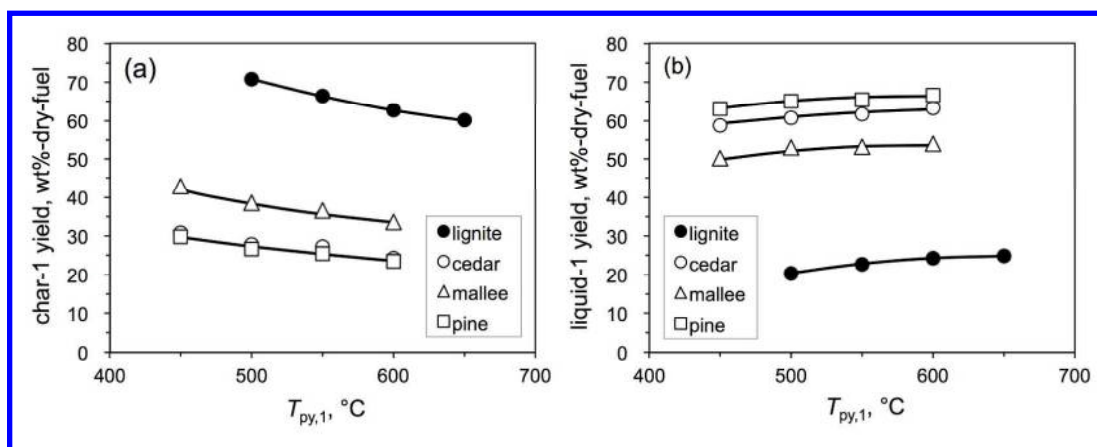 (a)
char-1 yield, wt%-dry-fuel
80
70
60
50
40
30
20
10
0
400
500
600
700
T py,1, °C
lignite
cedar
mallee
pine
(b)
liquid-1 yield, wt%-dry-fuel
80
70
60
50
40
30
20
10
0
400
500
600
700
T py,1, °C
lignite
cedar
mallee
pine